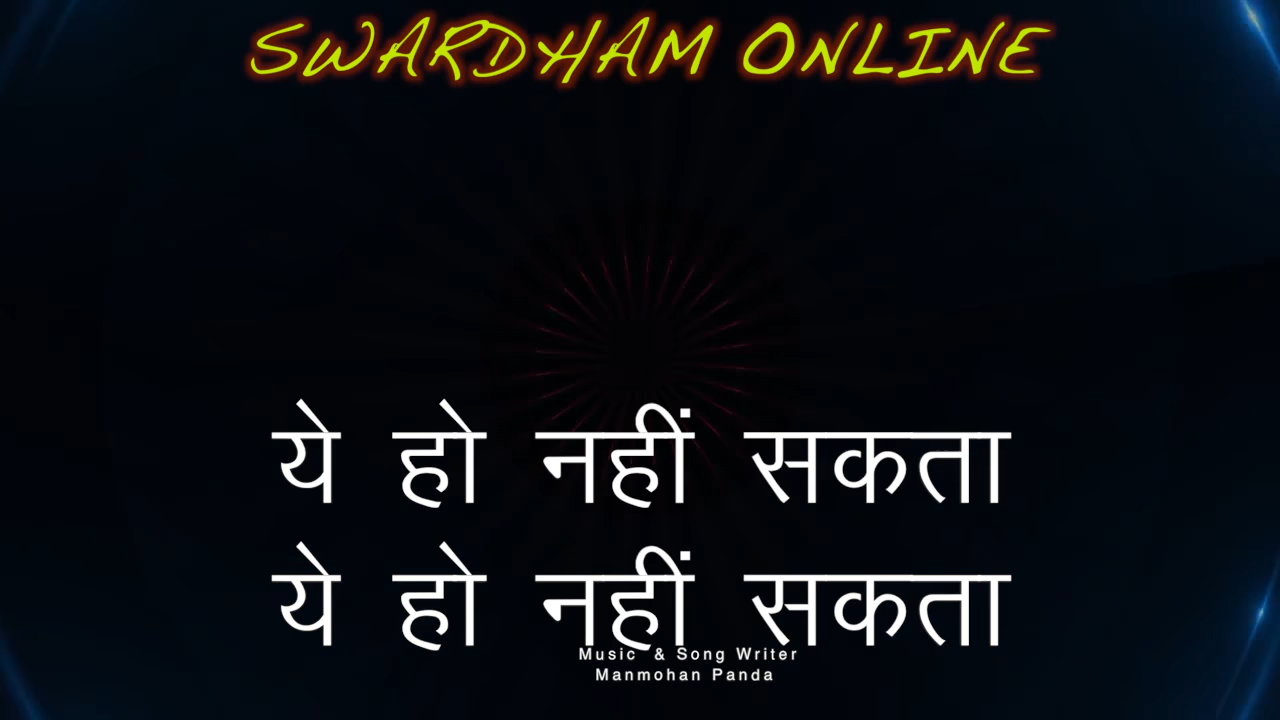 SWARDHAM ONLINE
ये हो नहीं सकता
ये हो नहीं सकता
Music & Song Writer
Manmohan Panda